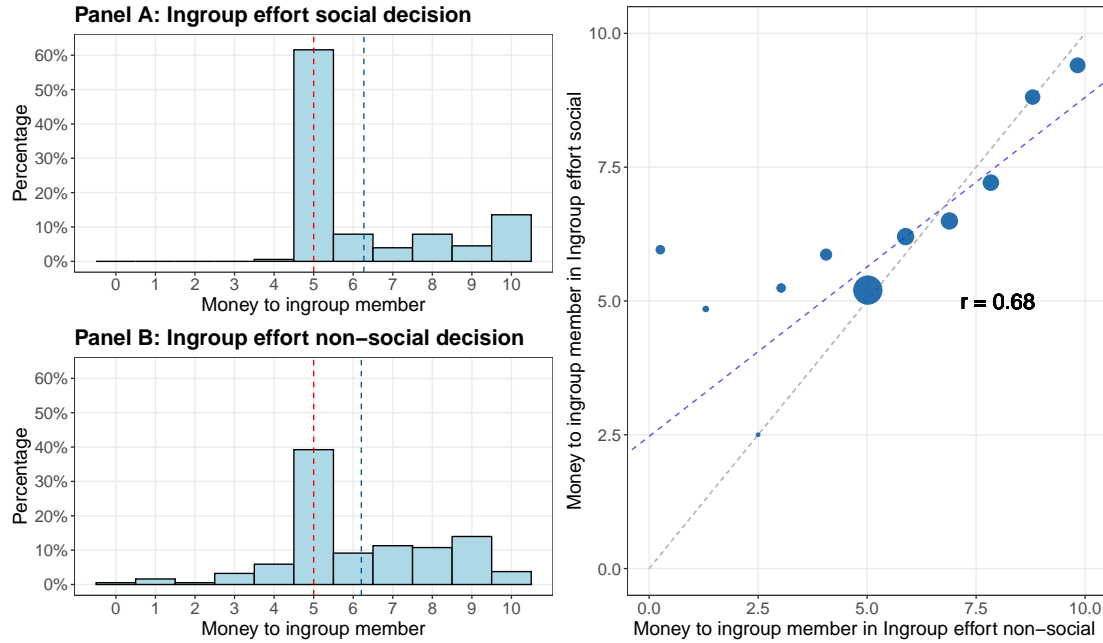 Panel A: Ingroup effort social decision
Percentage
60%
50%
40%
30%
20%
10%
0%
0 1 2 3 4 5 6 7 8 9 10
Money to ingroup member
Panel B: Ingroup effort non−social decision
Percentage
60%
50%
40%
30%
20%
10%
0%
0 1 2 3 4 5 6 7 8 9 10
Money to ingroup member
Money to ingroup member in Ingroup effort social
10.0
7.5
5.0
2.5
0.0
r = 0.68
0.0 2.5 5.0 7.5 10.0
Money to ingroup member in Ingroup effort non−social